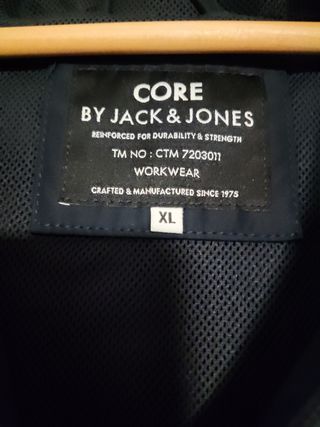 CORE
BY JACK & JONES
REINFORCED FOR DURABILITY & STRENGTH
TM NO : CTM 7203011
WORKWEAR
CRAFTED & MANUFACTURED SINCE 1975
XL